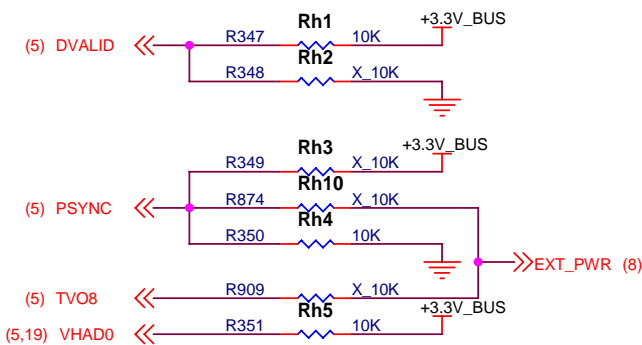 Rh1 +3.3V_BUS
(5) DVALID R347 10K
Rh2
R348 X_10K
Rh3 +3.3V_BUS
R349 X_10K
Rh10
(5) PSYNC R874 X_10K
Rh4
R350 10K
EXT_PWR (8)
(5) TVO8 R909 X_10K
Rh5 +3.3V_BUS
(5,19) VHAD0 R351 10K